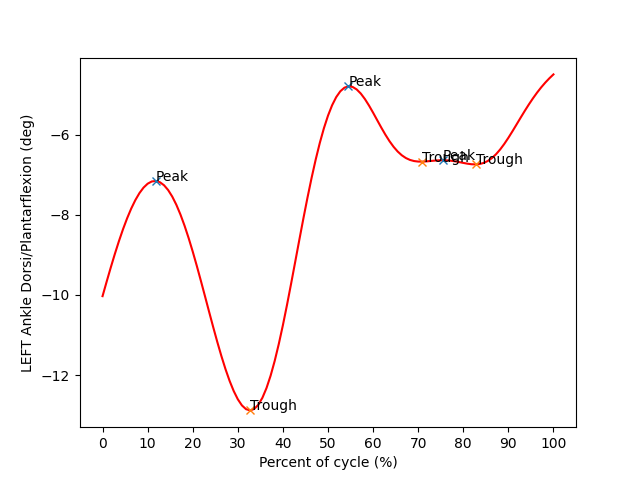 Peak
Peak
Trough
Peak
Trough
Trough
−6
−8
−10
−12
LEFT Ankle Dorsi/Plantarflexion (deg)
0 10 20 30 40 50 60 70 80 90 100
Percent of cycle (%)